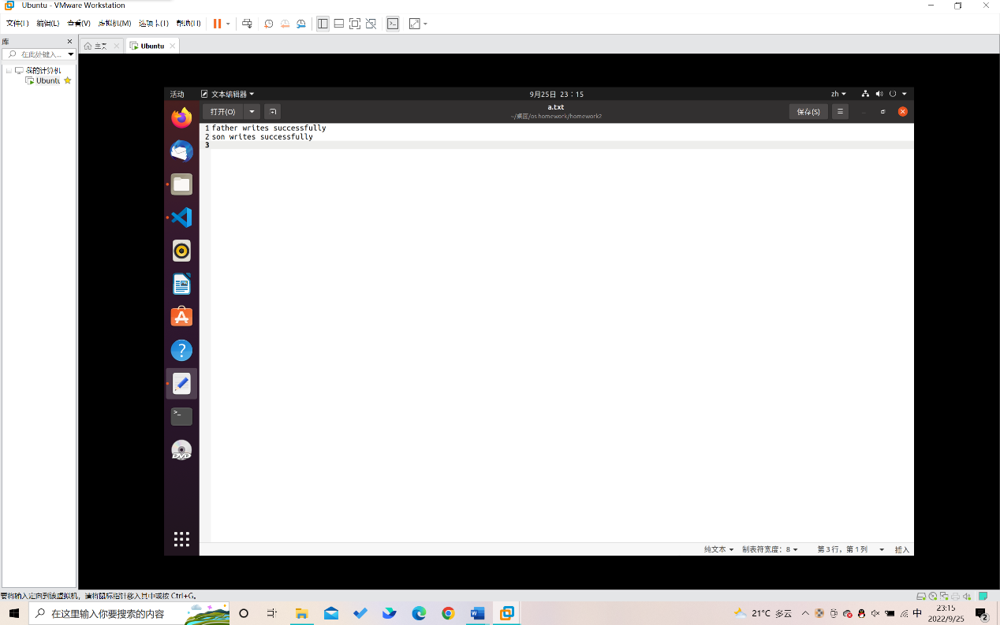 Ubuntu - VMware Workstation
文件(F) 编辑(E) 查看(V) 虚拟机(M) 选项卡(T) 帮助(H)
库
主页 Ubuntu
在此处键入...
我的计算机
Ubuntu
活动 文本编辑器 9月25日 23：15 zh
打开(O) a.txt 保存(S)
~/桌面/os homework/homework2
1 father writes successfully
2 son writes successfully
3
DVD
纯文本 制表符宽度：8 第 3 行，第 1 列 插入
要将输入定向到该虚拟机，请将鼠标指针移入其中或按 Ctrl+G。
在这里输入你要搜索的内容 21°C 多云 中 23:15
2022/9/25 2